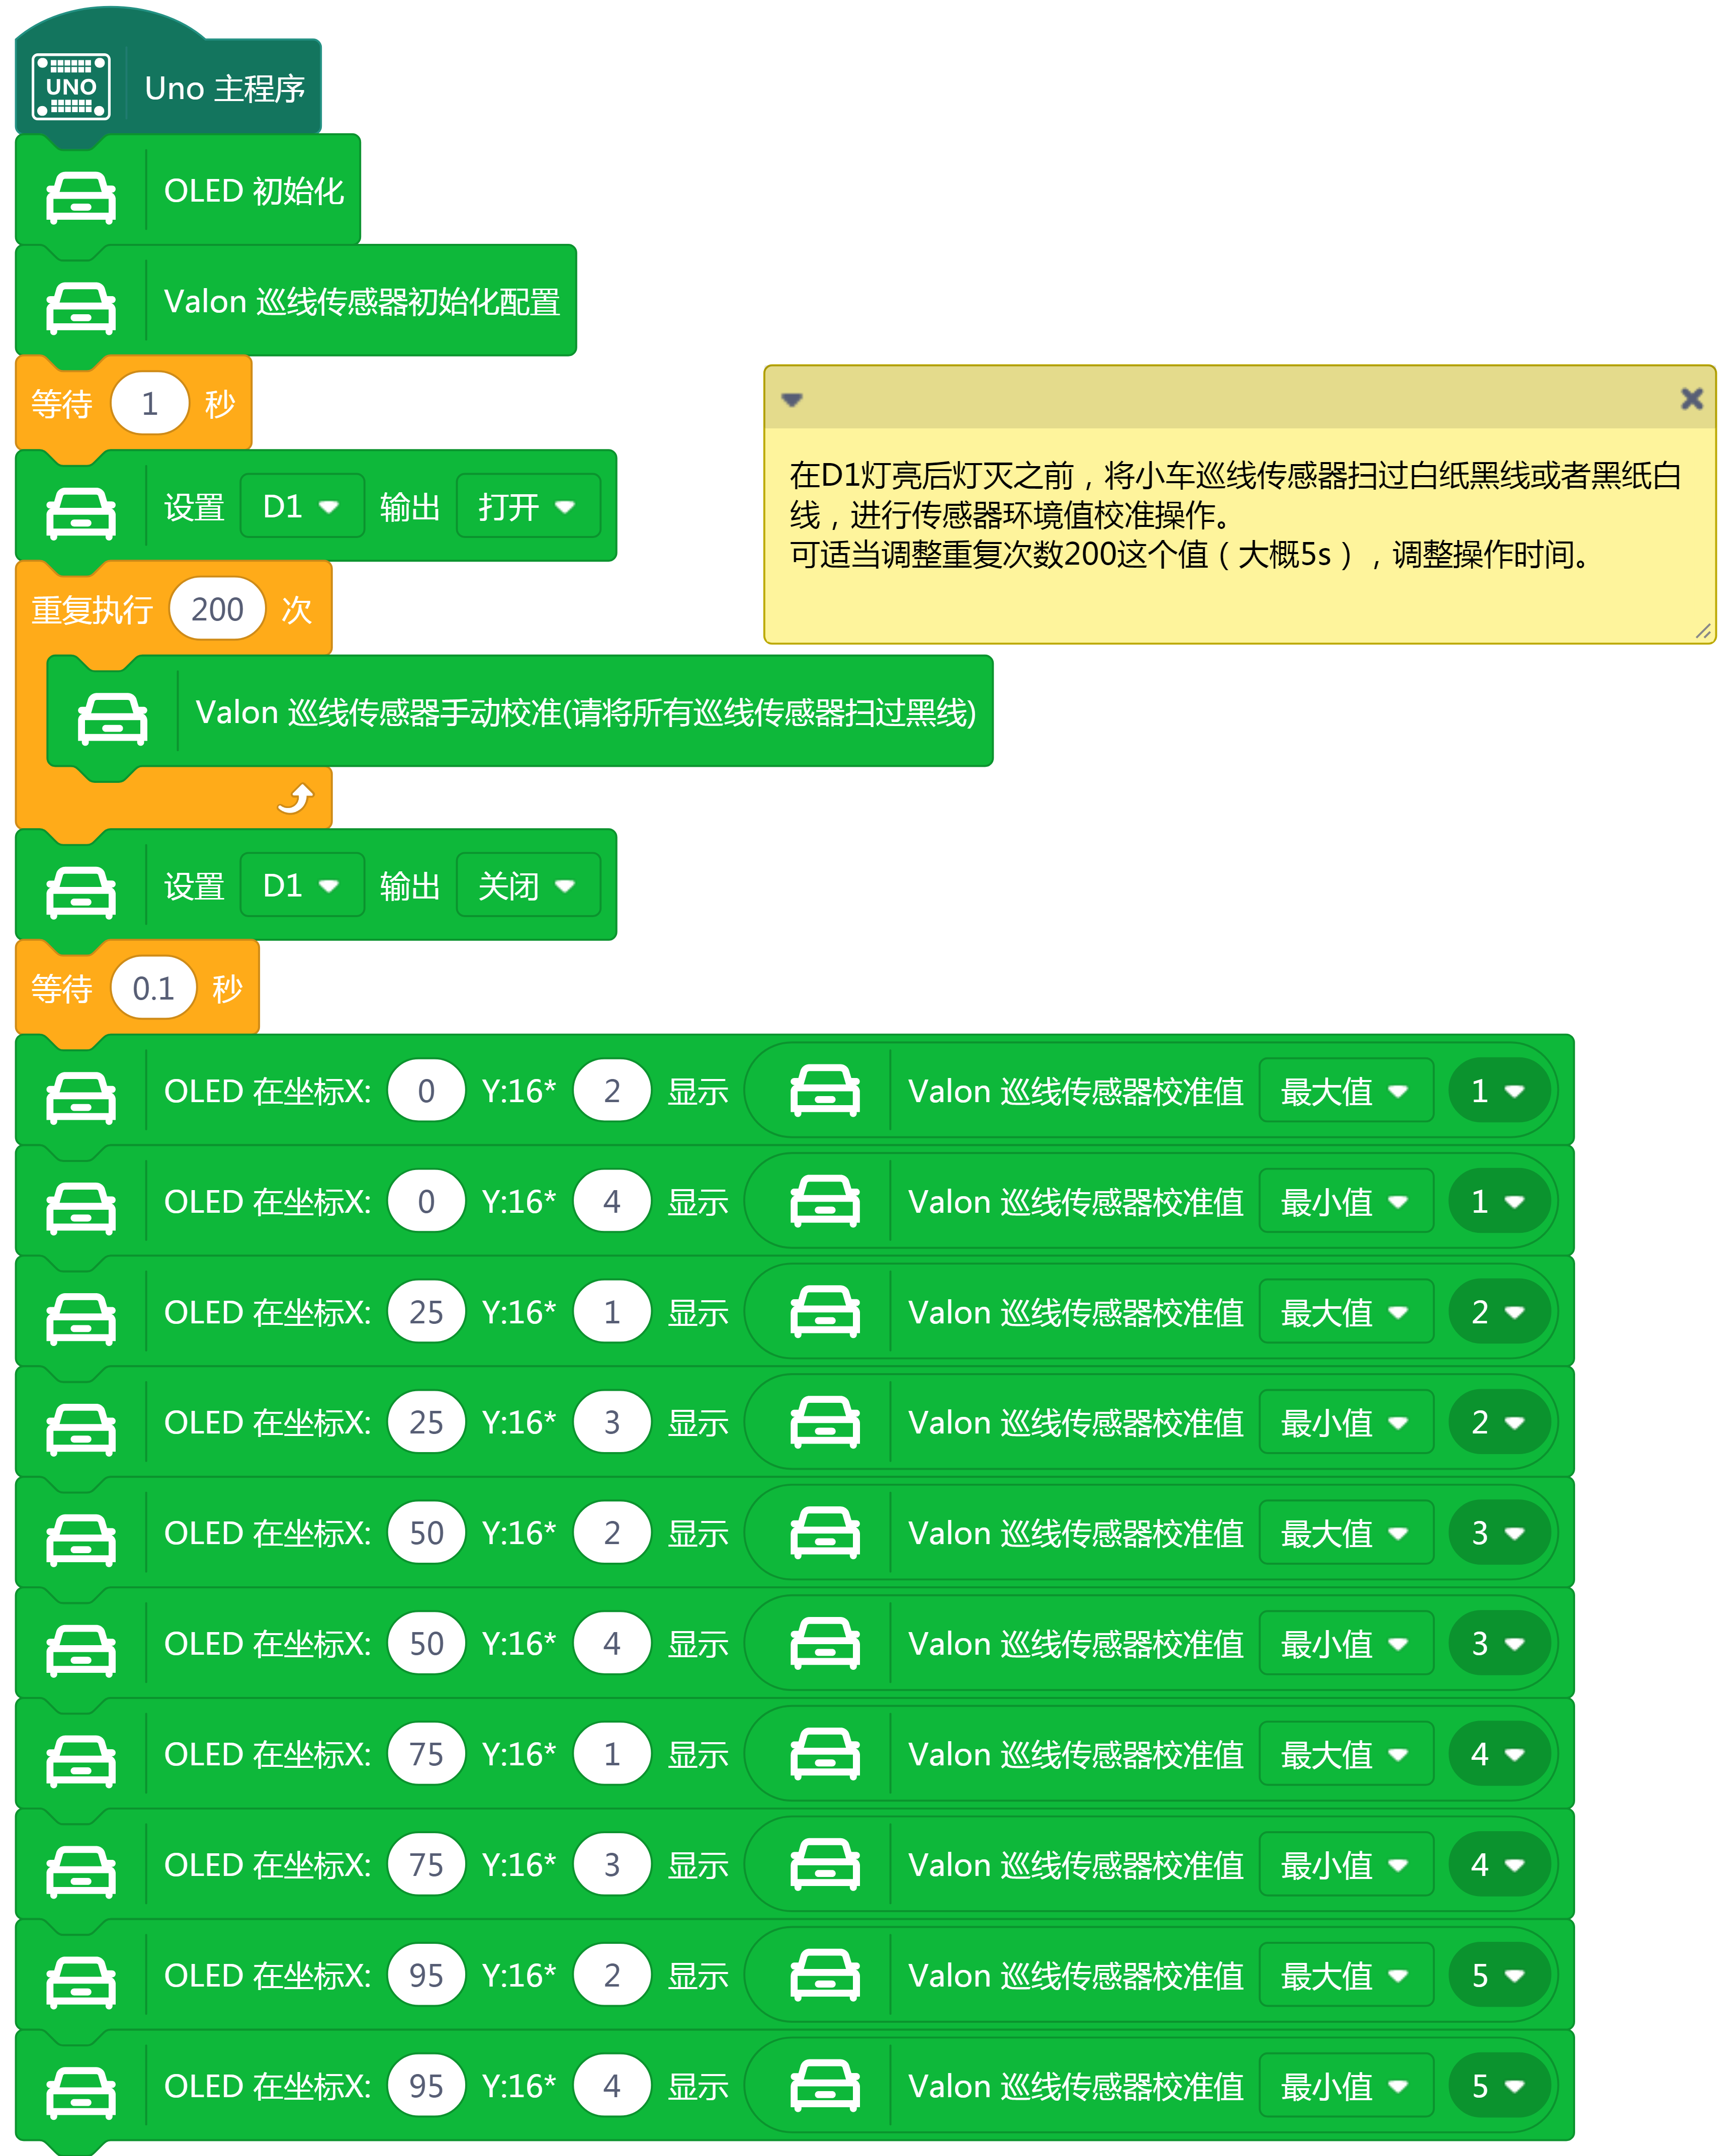 UNO
Uno 主程序
OLED 初始化
Valon 巡线传感器初始化配置
等待 1 秒
设置 D1 输出 打开
在D1灯亮后灯灭之前，将小车巡线传感器扫过白纸黑线或者黑纸白
线，进行传感器环境值校准操作。
可适当调整重复次数200这个值（大概5s），调整操作时间。
重复执行 200 次
Valon 巡线传感器手动校准(请将所有巡线传感器扫过黑线)
设置 D1 输出 关闭
等待 0.1 秒
OLED 在坐标X: 0 Y:16* 2 显示 Valon 巡线传感器校准值 最大值 1
OLED 在坐标X: 0 Y:16* 4 显示 Valon 巡线传感器校准值 最小值 1
OLED 在坐标X: 25 Y:16* 1 显示 Valon 巡线传感器校准值 最大值 2
OLED 在坐标X: 25 Y:16* 3 显示 Valon 巡线传感器校准值 最小值 2
OLED 在坐标X: 50 Y:16* 2 显示 Valon 巡线传感器校准值 最大值 3
OLED 在坐标X: 50 Y:16* 4 显示 Valon 巡线传感器校准值 最小值 3
OLED 在坐标X: 75 Y:16* 1 显示 Valon 巡线传感器校准值 最大值 4
OLED 在坐标X: 75 Y:16* 3 显示 Valon 巡线传感器校准值 最小值 4
OLED 在坐标X: 95 Y:16* 2 显示 Valon 巡线传感器校准值 最大值 5
OLED 在坐标X: 95 Y:16* 4 显示 Valon 巡线传感器校准值 最小值 5